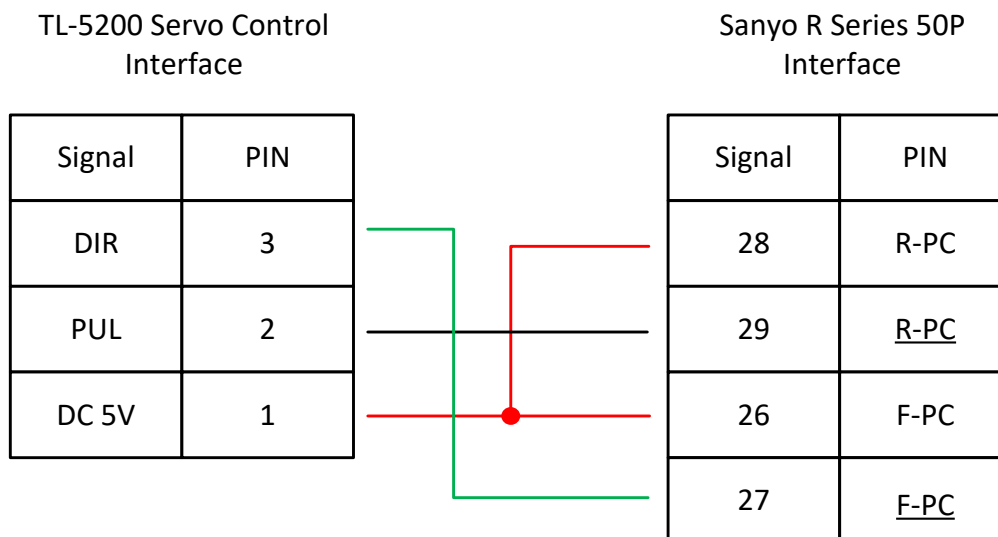 TL-5200 Servo Control
Interface
Signal PIN
DIR 3
PUL 2
DC 5V 1
Sanyo R Series 50P
Interface
Signal PIN
28 R-PC
29 R-PC
26 F-PC
27 F-PC